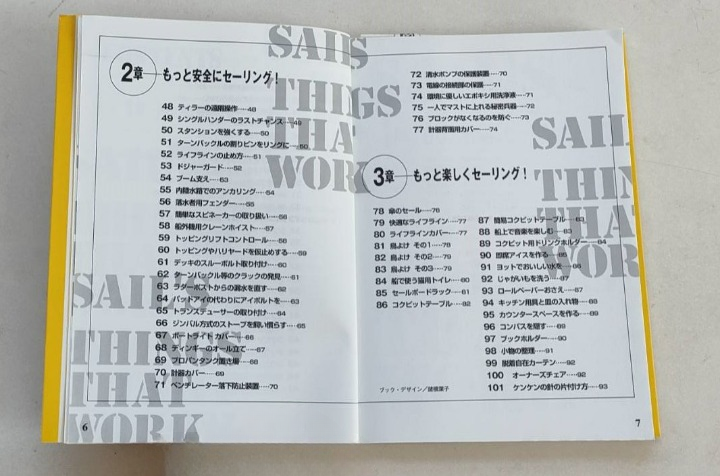 SAILS
THINGS
THAT
WORK
2章 もっと安全にセーリング！
48 ティラーの遠隔操作……48
49 シングルハンダーのラストチャンス……49
50 スタンションを強くする……50
51 ターンバックルの割りピンをリングに……50
52 ライフラインの止め方……51
53 ドジャーガード……52
54 ブーム支え……53
55 内陸水路でのアンカリング……54
56 落水者用フェンダー……55
57 簡単なスピネーカーの取り扱い……56
58 船外機用クレーンホイスト……57
59 トッピングリフトコントロール……58
60 トッピングやハリヤードを仮止めする……59
61 デッキのスルーボルト取り付け……60
62 ターンバックル等のクラックの発見……61
63 ラダーポストからの漏水を直す……62
64 パッドアイの代わりにアイボルトを……63
65 トランスデューサーの取り付け……64
66 ジンバル方式のストーブを飼い慣らす……65
67 ポートライトカバー……66
68 ディンギーのオール立て……67
69 プロパンタンク置き場……68
70 計器カバー……69
71 ベンチレーター落下防止装置……70
SAILS
THINGS
THAT
WORK
6
72 清水ポンプの保護装置……70
73 電線の接続部の保護……71
74 環境に優しいエポキシ用洗浄液……71
75 一人でマストに上れる秘密兵器……72
76 ブロックがなくなるのを防ぐ……73
77 計器背面用カバー……74
SAIL
THIN
THA
WOR
3章 もっと楽しくセーリング！
78 傘のセール……76
79 快適なライフライン……77
80 ライフラインカバー……77
81 鳥よけ その1……78
82 鳥よけ その2……79
83 鳥よけ その3……79
84 船で使う猫用トイレ……80
85 セールボードラック……81
86 コクピットテーブル……82
87 簡易コクピットテーブル……83
88 船上で音楽を楽しむ……83
89 コクピット用ドリンクホルダー……84
90 即席アイスを作る……85
91 ヨットでおいしい水を……86
92 じゃがいもを洗う……87
93 ロールペーパーおさえ……87
94 キッチン用具と皿の入れ物……88
95 カウンタースペースを作る……89
96 コンパスを隠す……89
97 ブックホルダー……90
98 小物の整理……91
99 脱着自在カーテン……92
100 オーナーズチェア……92
101 ケンケンの針の片付け方……93
7